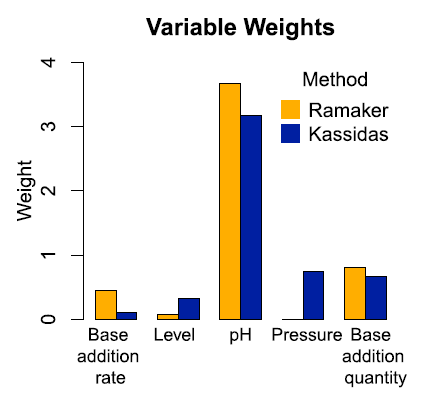 Variable Weights
Method
Ramaker
Kassidas
Weight
4
3
2
1
0
Base addition rate
Level
pH
Pressure
Base addition quantity